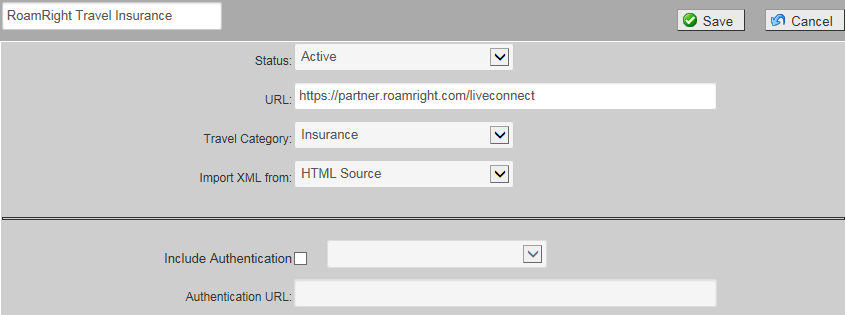 RoamRight Travel Insurance
Save
Cancel
Status: Active
URL: https://partner.roamright.com/liveconnect
Travel Category: Insurance
Import XML from: HTML Source
Include Authentication
Authentication URL: